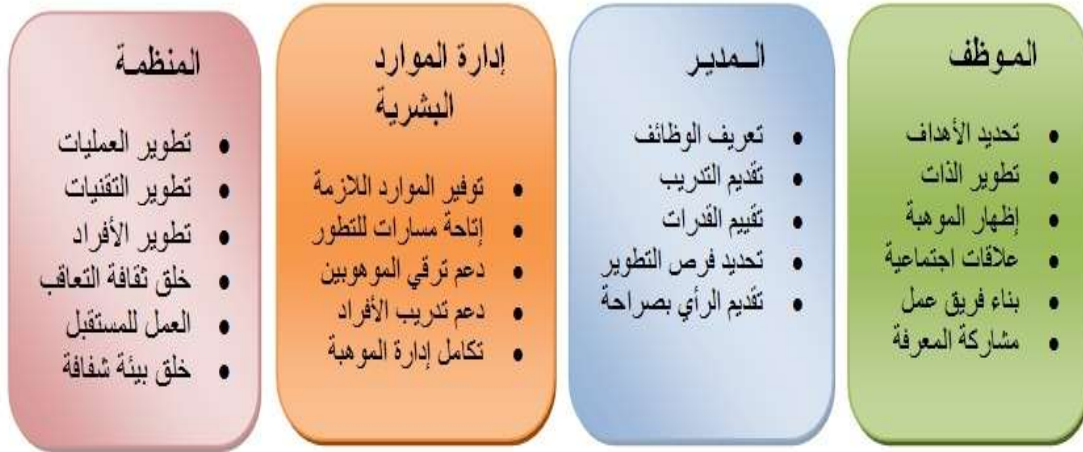 الموظف
• تحديد الأهداف
• تطوير الذات
• إظهار الموهبة
• علاقات اجتماعية
• بناء فريق عمل
• مشاركة المعرفة
الـمديـر
• تعريف الوظائف
• تقديم التدريب
• تقييم القدرات
• تحديد فرص التطوير
• تقديم الرأي بصراحة
إدارة الموارد
البشرية
• توفير الموارد اللازمة
• إتاحة مسارات للتطور
• دعم ترقي الموهوبين
• دعم تدريب الأفراد
• تكامل إدارة الموهبة
المنظمة
• تطوير العمليات
• تطوير التقنيات
• تطوير الأفراد
• خلق ثقافة التعاقب
• العمل للمستقبل
• خلق بيئة شفافة